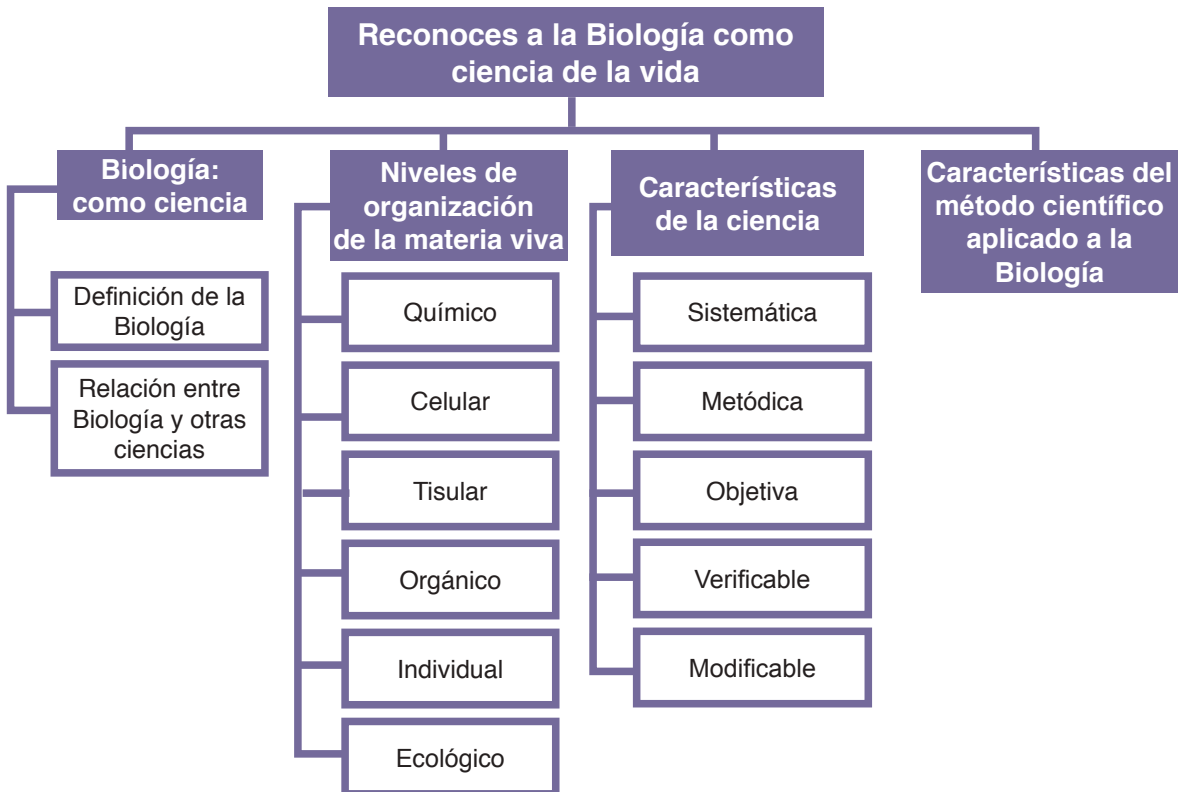 Reconoces a la Biología como
ciencia de la vida
Biología:
como ciencia
Definición de la
Biología
Relación entre
Biología y otras
ciencias
Niveles de
organización
de la materia viva
Químico
Celular
Tisular
Orgánico
Individual
Ecológico
Características
de la ciencia
Sistemática
Metódica
Objetiva
Verificable
Modificable
Características del
método científico
aplicado a la
Biología